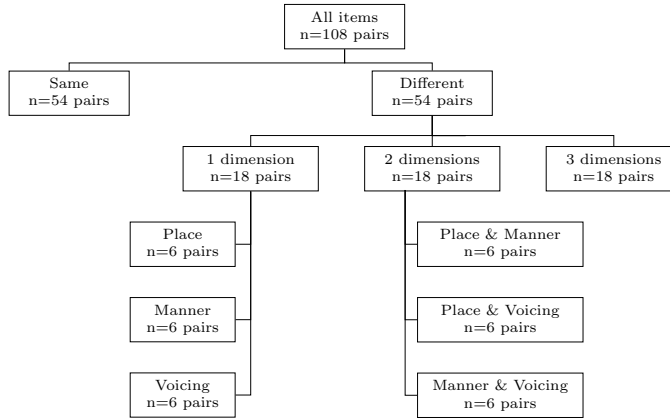 All items
n=108 pairs
Same
n=54 pairs
Different
n=54 pairs
1 dimension
n=18 pairs
2 dimensions
n=18 pairs
3 dimensions
n=18 pairs
Place
n=6 pairs
Manner
n=6 pairs
Voicing
n=6 pairs
Place & Manner
n=6 pairs
Place & Voicing
n=6 pairs
Manner & Voicing
n=6 pairs